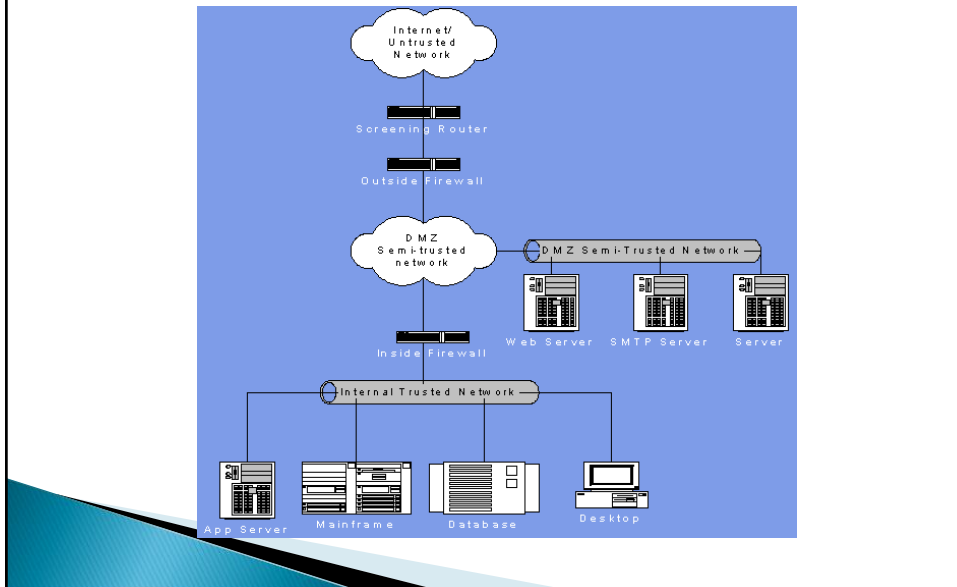 Internet/
Untrusted
Network
Screening Router
Outside Firewall
DMZ
Semi-trusted
network
DMZ Semi-Trusted Network
Web Server
SMTP Server
Server
Inside Firewall
Internal Trusted Network
App Server
Mainframe
Database
Desktop